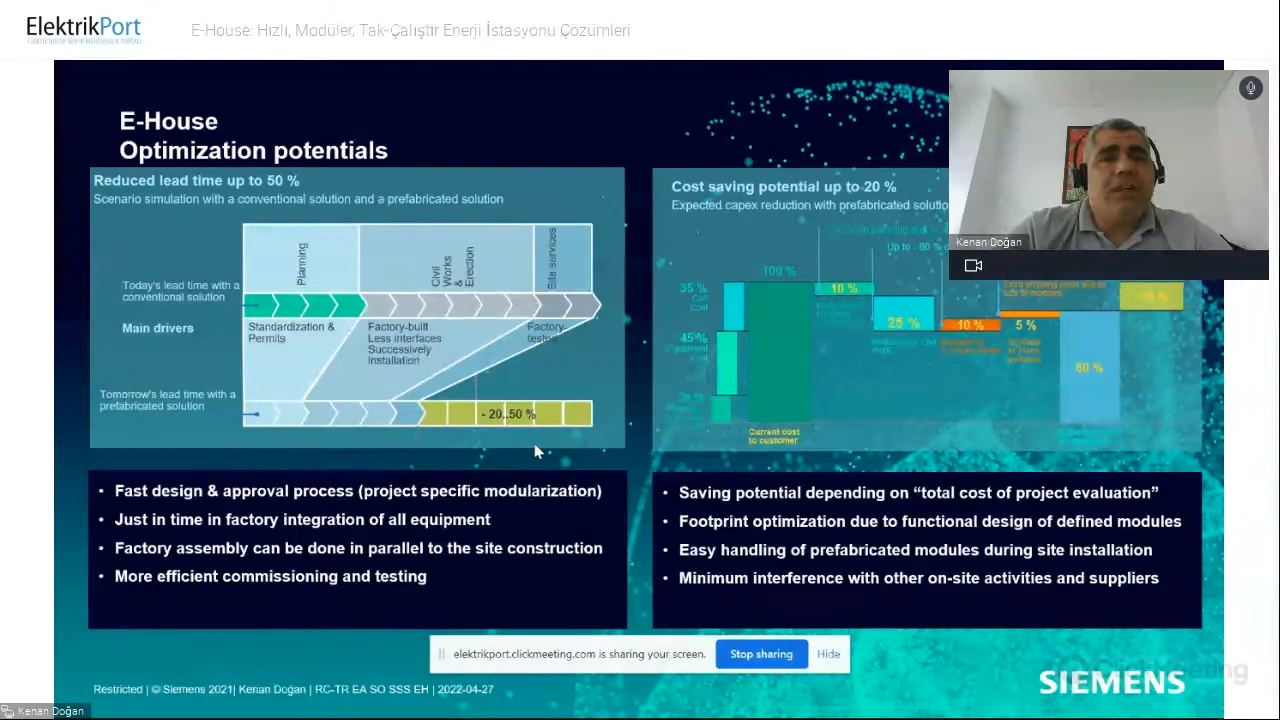 ElektrikPort
E-House: Hızlı, Modüler, Tak-Çalıştır Enerji İstasyonu Çözümleri
E-House
Optimization potentials
Reduced lead time up to 50 %
Scenario simulation with a conventional solution and a prefabricated solution
Planning
Civil
Works
& Erection
Site services
Today's lead time with a
conventional solution
Main drivers
Standardization &
Permits
Factory-built
Less interfaces
Successively
Installation
Factory-
tested
Tomorrow's lead time with a
prefabricated solution
- 20..50 %
Cost saving potential up to 20 %
Expected capex reduction with prefabricated
Up to - 80 %
100 %
35 %
Cost
45 %
Cost
10 %
25 %
10 %
5 %
80 %
Current cost
to customer
Kenan Doğan
• Fast design & approval process (project specific modularization)
• Just in time in factory integration of all equipment
• Factory assembly can be done in parallel to the site construction
• More efficient commissioning and testing
• Saving potential depending on “total cost of project evaluation”
• Footprint optimization due to functional design of defined modules
• Easy handling of prefabricated modules during site installation
• Minimum interference with other on-site activities and suppliers
elektrikport.clickmeeting.com is sharing your screen.
Stop sharing
Hide
Restricted | © Siemens 2021| Kenan Doğan | RC-TR EA SO SSS EH | 2022-04-27
SIEMENS
Kenan Doğan